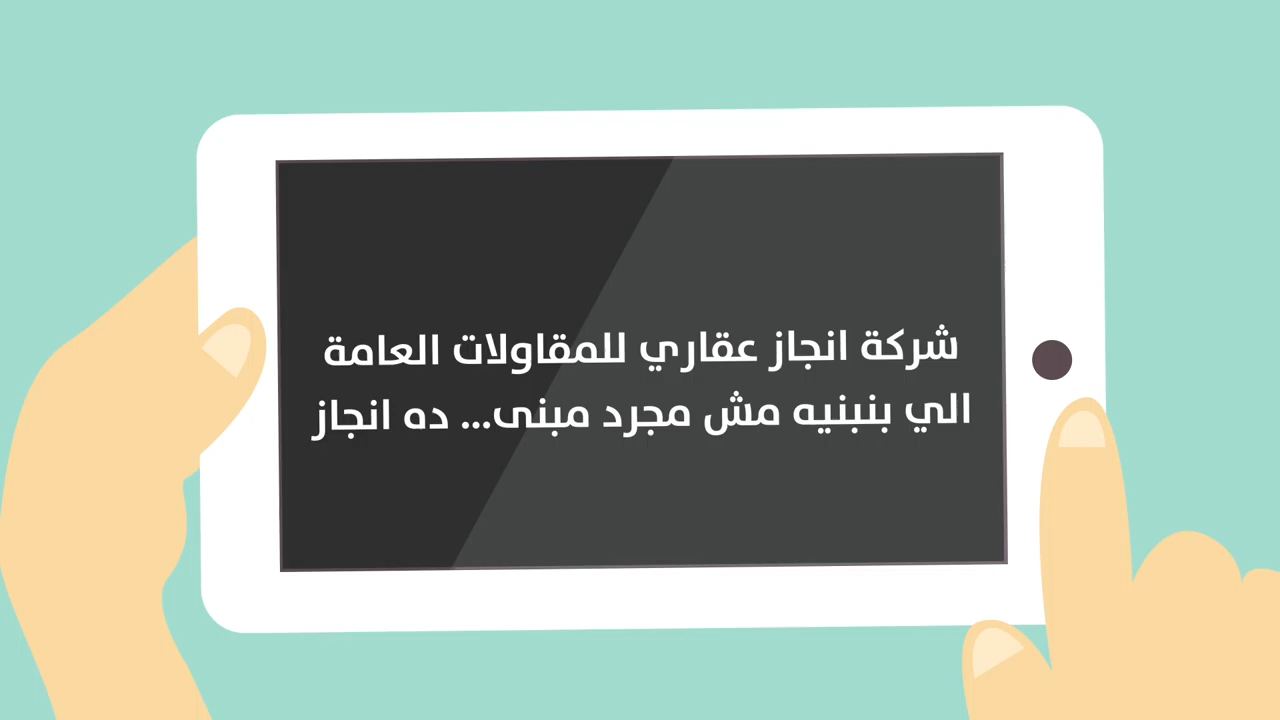 شركة انجاز عقاري للمقاولات العامة
الي بنبنيه مش مجرد مبنى... ده انجاز